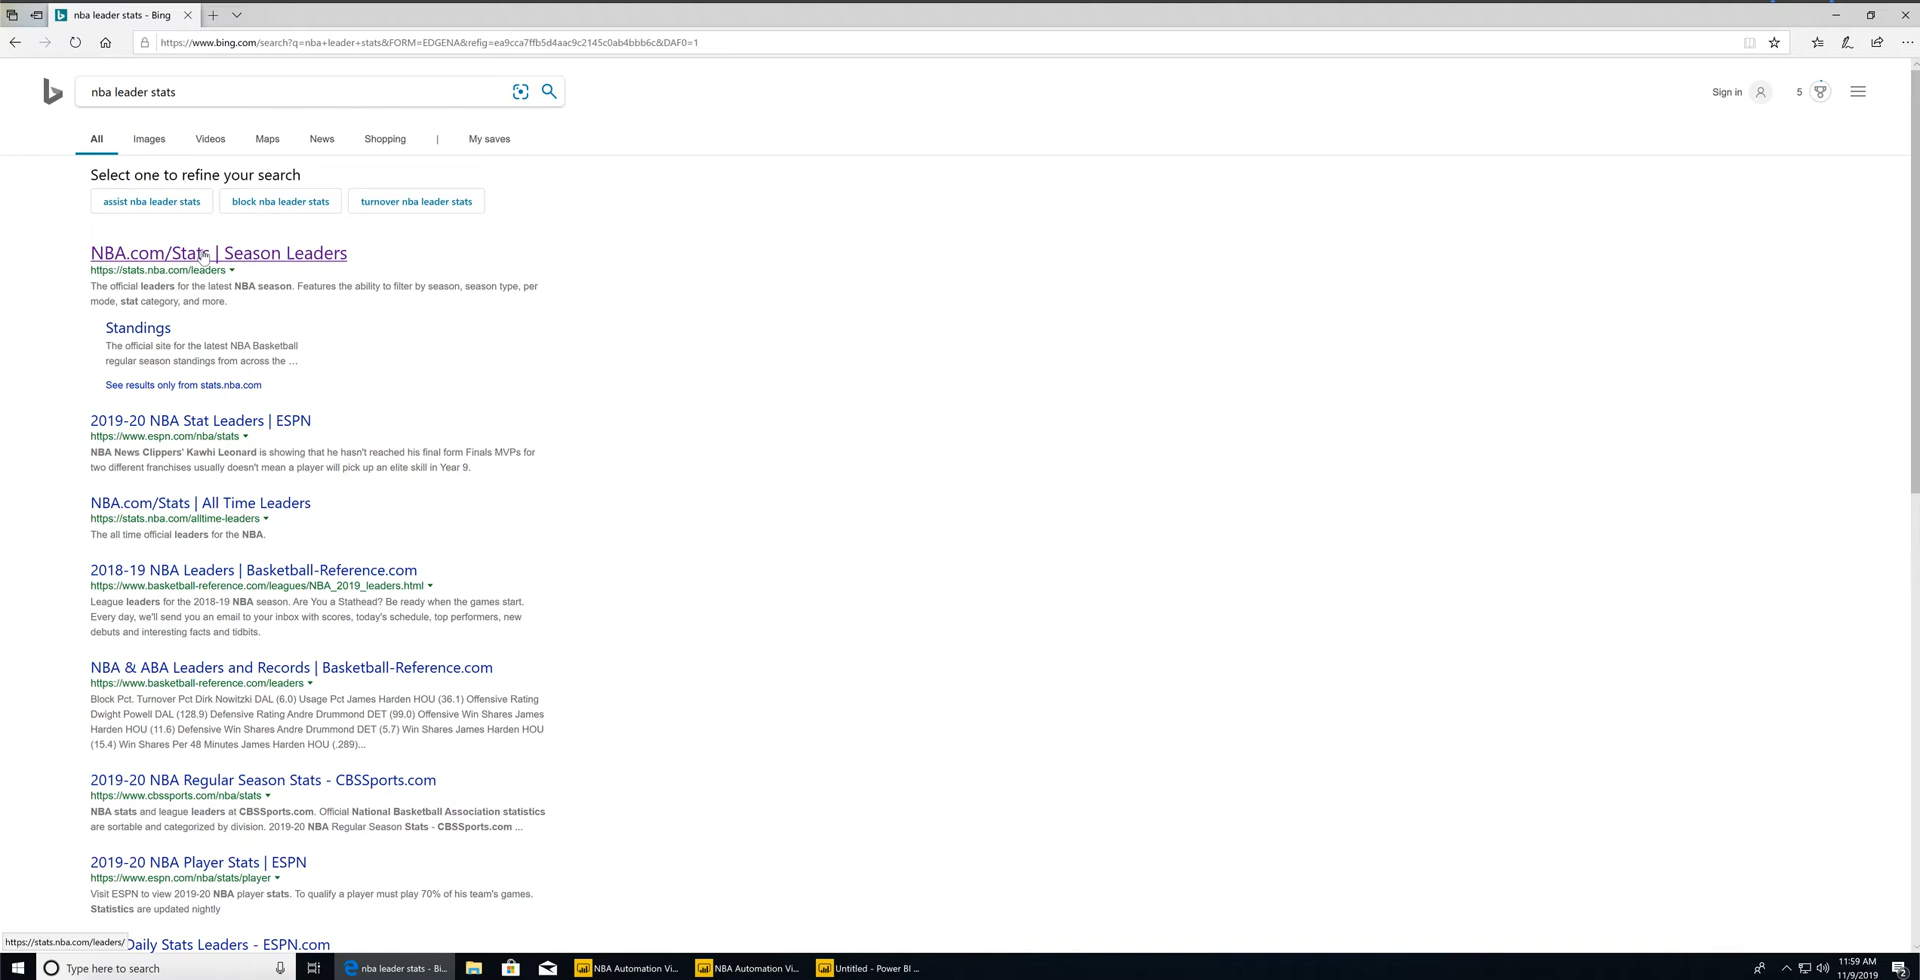 nba leader stats - Bing
https://www.bing.com/search?q=nba+leader+stats&FORM=EDGENA&refig=ea9cca7ffb5d4aac9c2145c0ab4bbb6c&DAF0=1
nba leader stats
Sign in
5
All
Images
Videos
Maps
News
Shopping
|
My saves
Select one to refine your search
assist nba leader stats
block nba leader stats
turnover nba leader stats
NBA.com/Stats | Season Leaders
https://stats.nba.com/leaders
The official leaders for the latest NBA season. Features the ability to filter by season, season type, per
mode, stat category, and more.
Standings
The official site for the latest NBA Basketball
regular season standings from across the ...
See results only from stats.nba.com
2019-20 NBA Stat Leaders | ESPN
https://www.espn.com/nba/stats
NBA News Clippers' Kawhi Leonard is showing that he hasn't reached his final form Finals MVPs for
two different franchises usually doesn't mean a player will pick up an elite skill in Year 9.
NBA.com/Stats | All Time Leaders
https://stats.nba.com/alltime-leaders
The all time official leaders for the NBA.
2018-19 NBA Leaders | Basketball-Reference.com
https://www.basketball-reference.com/leagues/NBA_2019_leaders.html
League leaders for the 2018-19 NBA season. Are You a Stathead? Be ready when the games start.
Every day, we'll send you an email to your inbox with scores, today's schedule, top performers, new
debuts and interesting facts and tidbits.
NBA & ABA Leaders and Records | Basketball-Reference.com
https://www.basketball-reference.com/leaders
Block Pct. Turnover Pct Dirk Nowitzki DAL (6.0) Usage Pct James Harden HOU (36.1) Offensive Rating
Dwight Powell DAL (128.9) Defensive Rating Andre Drummond DET (99.0) Offensive Win Shares James
Harden HOU (11.6) Defensive Win Shares Andre Drummond DET (5.7) Win Shares James Harden HOU
(15.4) Win Shares Per 48 Minutes James Harden HOU (.289)...
2019-20 NBA Regular Season Stats - CBSSports.com
https://www.cbssports.com/nba/stats
NBA stats and league leaders at CBSSports.com. Official National Basketball Association statistics
are sortable and categorized by division. 2019-20 NBA Regular Season Stats - CBSSports.com ...
2019-20 NBA Player Stats | ESPN
https://www.espn.com/nba/stats/player
Visit ESPN to view 2019-20 NBA player stats. To qualify a player must play 70% of his team's games.
Statistics are updated nightly
Daily Stats Leaders - ESPN.com
https://stats.nba.com/leaders/
Type here to search
nba leader stats - Bi...
NBA Automation Vi...
NBA Automation Vi...
Untitled - Power BI ...
11:59 AM
11/9/2019
2